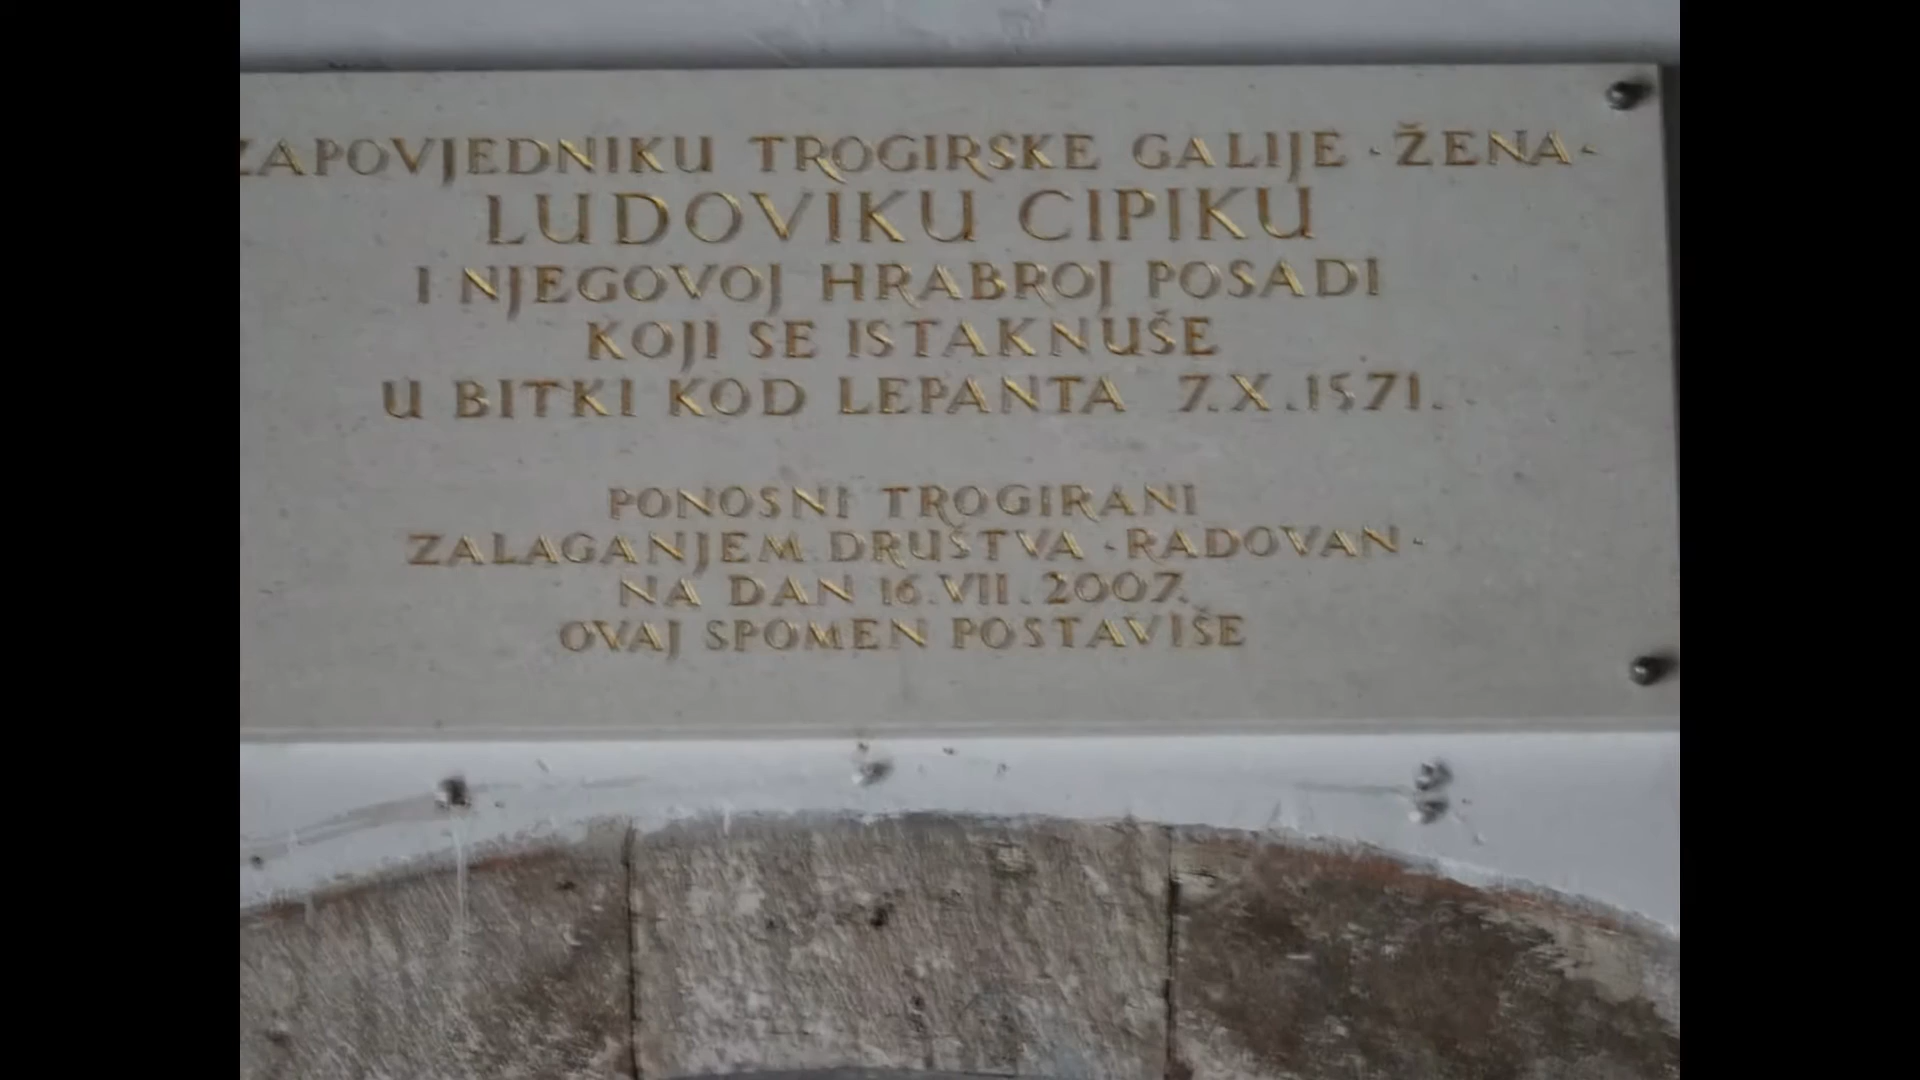 ZAPOVJEDNIKU TROGIRSKE GALIJE · ŽENA ·
LUDOVIKU CIPIKU
I NJEGOVOJ HRABROJ POSADI
KOJI SE ISTAKNUŠE
U BITKI KOD LEPANTA 7.X.1571.
PONOSNI TROGIRANI
ZALAGANJEM DRUŠTVA · RADOVAN ·
NA DAN 16.VII.2007.
OVAJ SPOMEN POSTAVIŠE